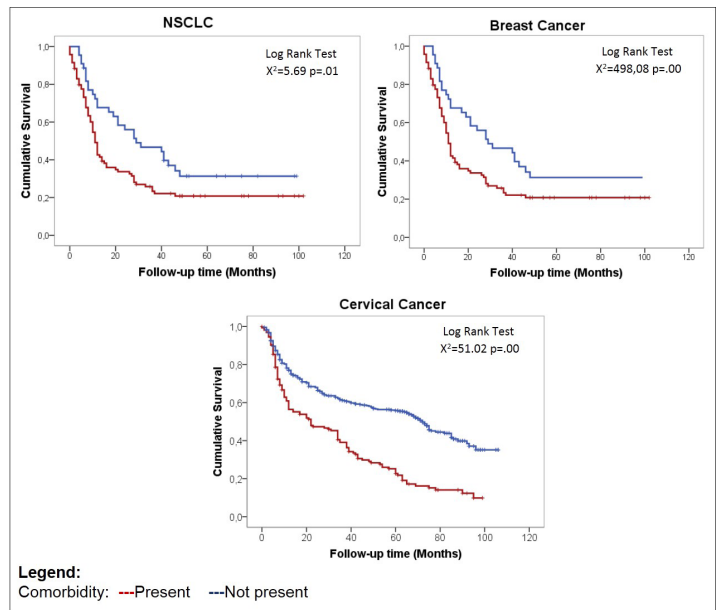 NSCLC
Log Rank Test
X²=5.69 p=.01
Cumulative Survival
1,0
0,8
0,6
0,4
0,2
0,0
0 20 40 60 80 100 120
Follow-up time (Months)
Breast Cancer
Log Rank Test
X²=498,08 p=.00
Cumulative Survival
1,0
0,8
0,6
0,4
0,2
0,0
0 20 40 60 80 100 120
Follow-up time (Months)
Cervical Cancer
Log Rank Test
X²=51.02 p=.00
Cumulative Survival
1,0
0,8
0,6
0,4
0,2
0,0
0 20 40 60 80 100 120
Follow-up time (Months)
Legend:
Comorbidity: ---Present ---Not present